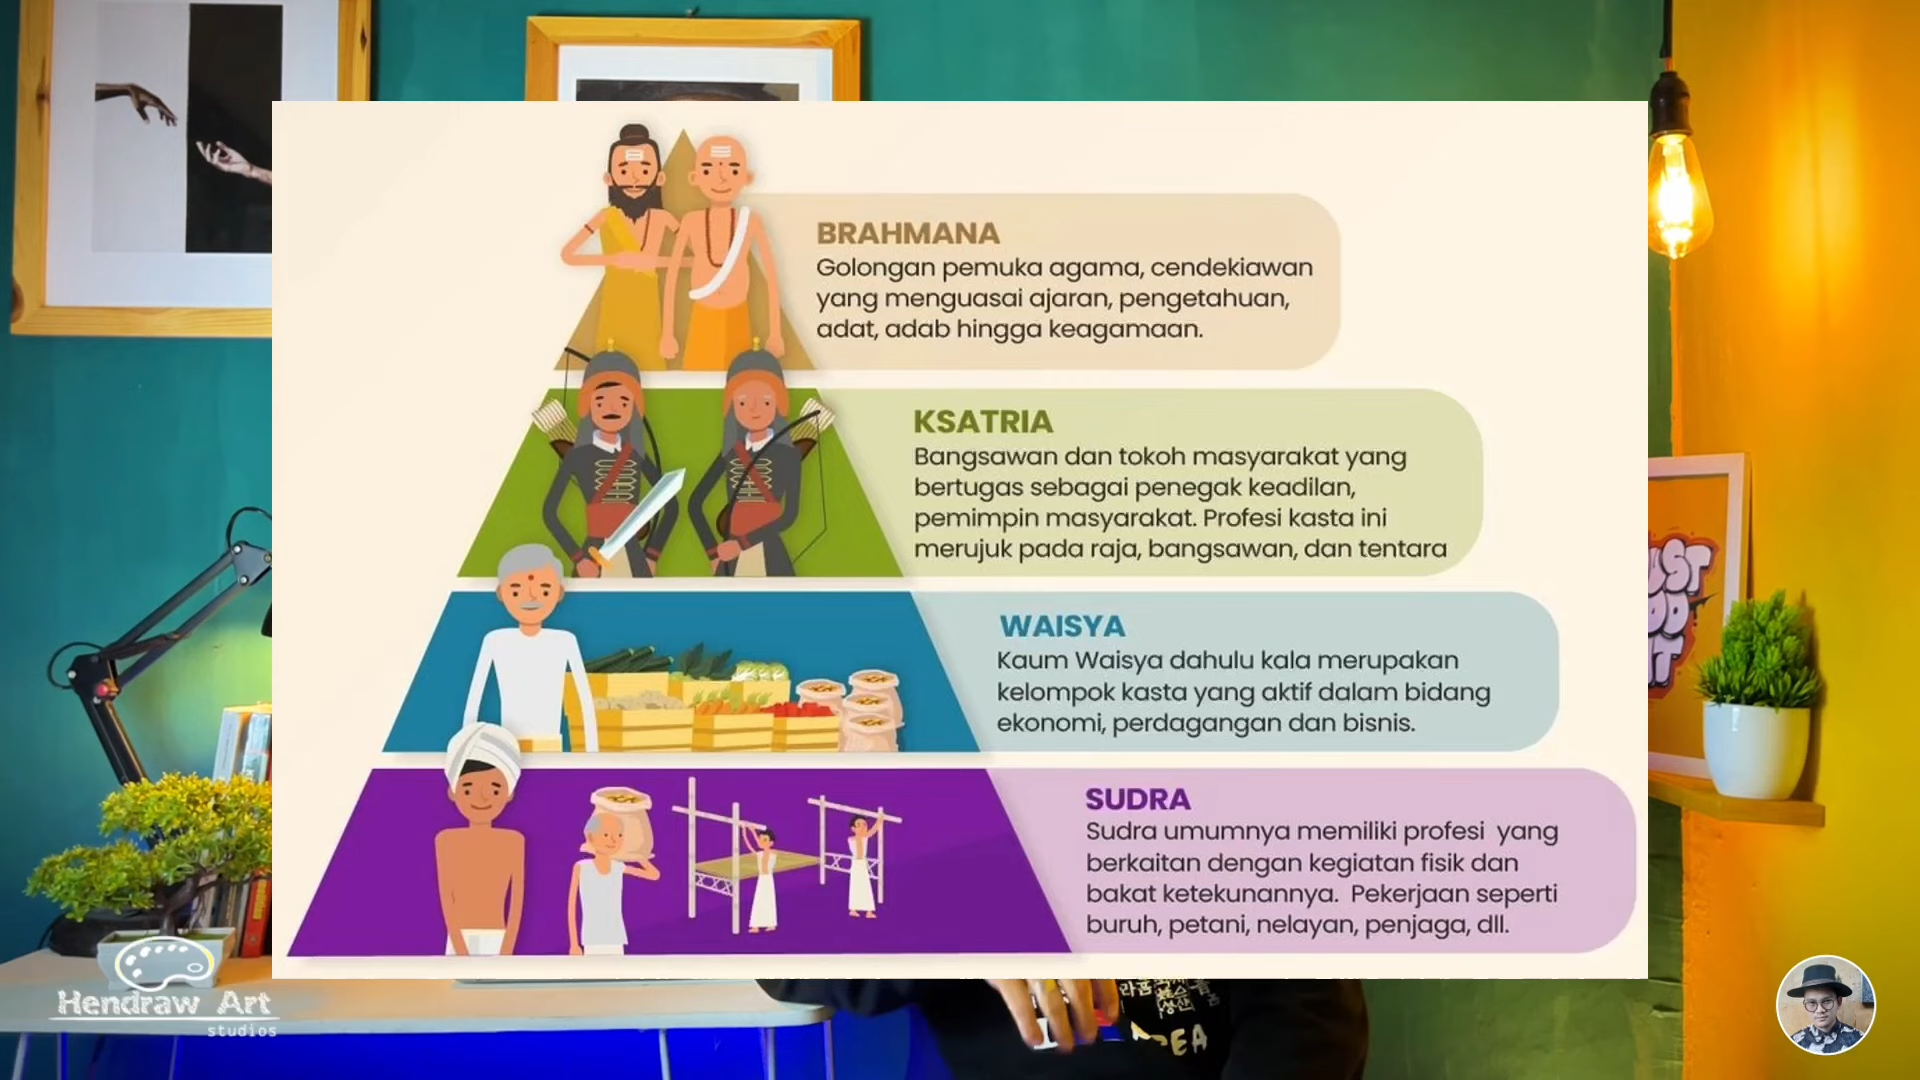 BRAHMANA
Golongan pemuka agama, cendekiawan
yang menguasai ajaran, pengetahuan,
adat, adab hingga keagamaan.
KSATRIA
Bangsawan dan tokoh masyarakat yang
bertugas sebagai penegak keadilan,
pemimpin masyarakat. Profesi kasta ini
merujuk pada raja, bangsawan, dan tentara
WAISYA
Kaum Waisya dahulu kala merupakan
kelompok kasta yang aktif dalam bidang
ekonomi, perdagangan dan bisnis.
SUDRA
Sudra umumnya memiliki profesi yang
berkaitan dengan kegiatan fisik dan
bakat ketekunannya. Pekerjaan seperti
buruh, petani, nelayan, penjaga, dll.
Hendraw Art
studios